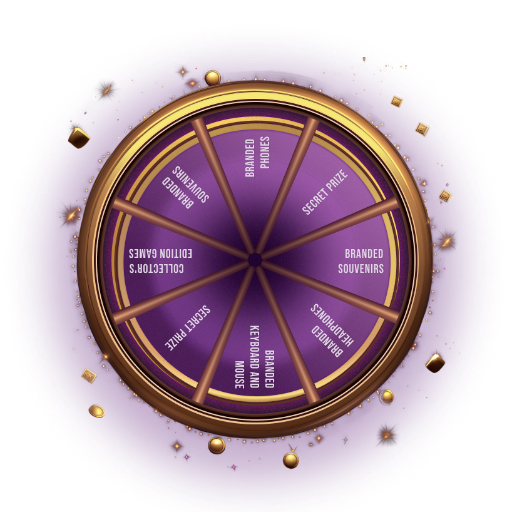 BRANDED
PHONES
SECRET PRIZE
BRANDED
SOUVENIRS
BRANDED
HEADPHONES
BRANDED
KEYBOARD AND
MOUSE
SECRET PRIZE
COLLECTOR'S
EDITION GAMES
BRANDED
SOUVENIRS